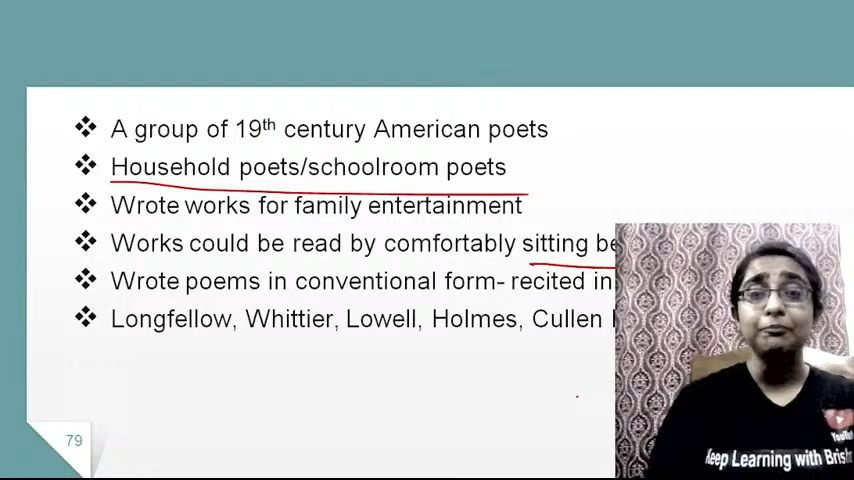 A group of 19th century American poets
Household poets/schoolroom poets
Wrote works for family entertainment
Works could be read by comfortably sitting
Wrote poems in conventional form- recited in
Longfellow, Whittier, Lowell, Holmes, Cullen
79
YouTu
Keep Learning with